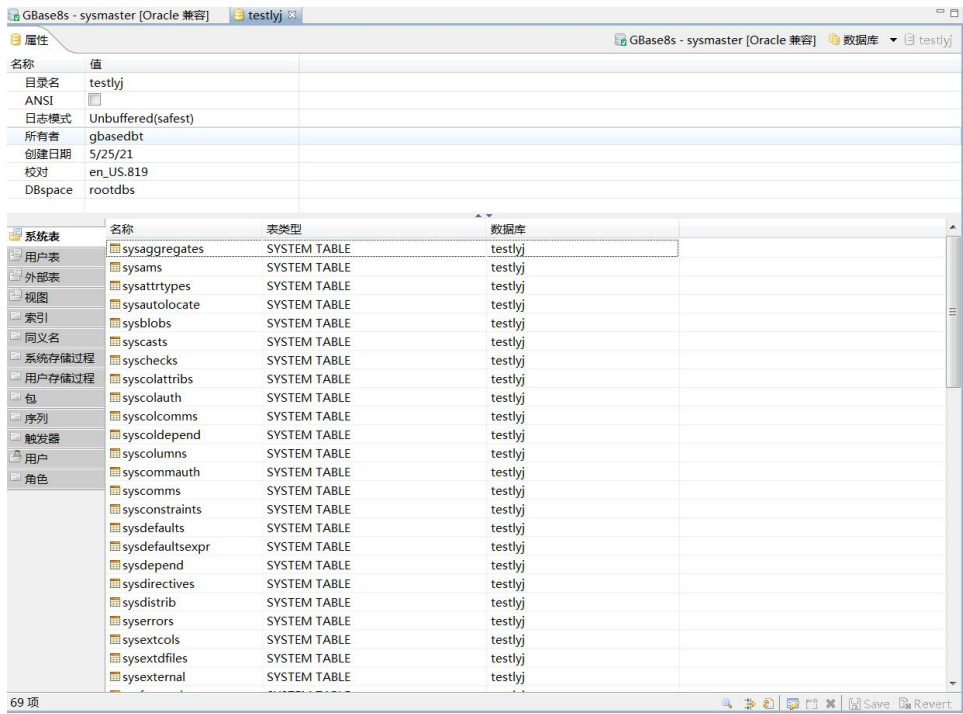 GBase8s - sysmaster [Oracle 兼容] testlyj
属性 GBase8s - sysmaster [Oracle 兼容] 数据库 testlyj
名称 值
目录名 testlyj
ANSI
日志模式 Unbuffered(safest)
所有者 gbasedbt
创建日期 5/25/21
校对 en_US.819
DBspace rootdbs
系统表
用户表
外部表
视图
索引
同义名
系统存储过程
用户存储过程
包
序列
触发器
用户
角色
名称 表类型 数据库
sysaggregates SYSTEM TABLE testlyj
sysams SYSTEM TABLE testlyj
sysattrtypes SYSTEM TABLE testlyj
sysautolocate SYSTEM TABLE testlyj
sysblobs SYSTEM TABLE testlyj
syscasts SYSTEM TABLE testlyj
syschecks SYSTEM TABLE testlyj
syscolattribs SYSTEM TABLE testlyj
syscolauth SYSTEM TABLE testlyj
syscolcomms SYSTEM TABLE testlyj
syscoldepend SYSTEM TABLE testlyj
syscolumns SYSTEM TABLE testlyj
syscommauth SYSTEM TABLE testlyj
syscomms SYSTEM TABLE testlyj
sysconstraints SYSTEM TABLE testlyj
sysdefaults SYSTEM TABLE testlyj
sysdefaultsexpr SYSTEM TABLE testlyj
sysdepend SYSTEM TABLE testlyj
sysdirectives SYSTEM TABLE testlyj
sysdistrib SYSTEM TABLE testlyj
syserrors SYSTEM TABLE testlyj
sysextcols SYSTEM TABLE testlyj
sysextdfiles SYSTEM TABLE testlyj
sysexternal SYSTEM TABLE testlyj
69 项 Save Revert